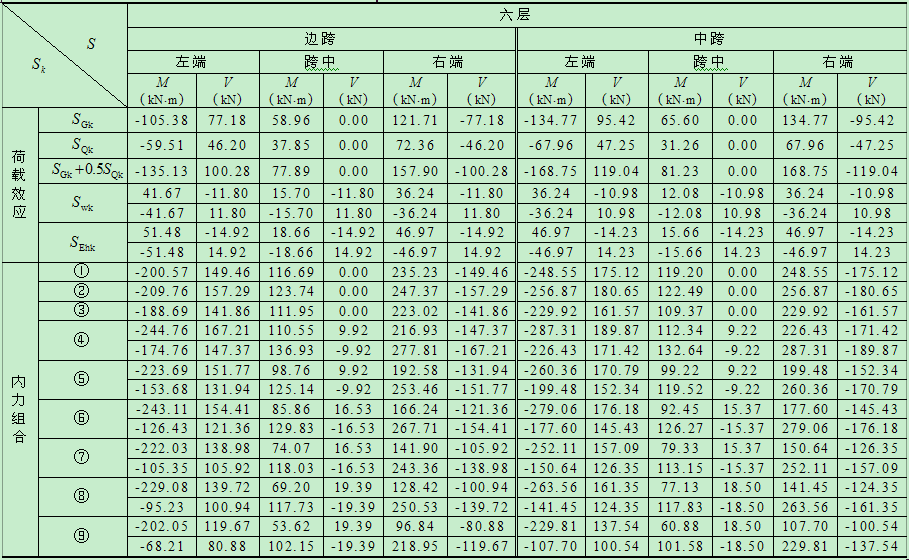 六层
S
Sk
边跨 中跨
左端 跨中 右端 左端 跨中 右端
M V M V M V M V M V M V
(kN·m) (kN) (kN·m) (kN) (kN·m) (kN) (kN·m) (kN) (kN·m) (kN) (kN·m) (kN)
荷载效应
SGk -105.38 77.18 58.96 0.00 121.71 -77.18 -134.77 95.42 65.60 0.00 134.77 -95.42
SQk -59.51 46.20 37.85 0.00 72.36 -46.20 -67.96 47.25 31.26 0.00 67.96 -47.25
SGk+0.5SQk -135.13 100.28 77.89 0.00 157.90 -100.28 -168.75 119.04 81.23 0.00 168.75 -119.04
Swk 41.67 -11.80 15.70 -11.80 36.24 -11.80 36.24 -10.98 12.08 -10.98 36.24 -10.98
-41.67 11.80 -15.70 11.80 -36.24 11.80 -36.24 10.98 -12.08 10.98 -36.24 10.98
SEhk 51.48 -14.92 18.66 -14.92 46.97 -14.92 46.97 -14.23 15.66 -14.23 46.97 -14.23
-51.48 14.92 -18.66 14.92 -46.97 14.92 -46.97 14.23 -15.66 14.23 -46.97 14.23
内力组合
① -200.57 149.46 116.69 0.00 235.23 -149.46 -248.55 175.12 119.20 0.00 248.55 -175.12
② -209.76 157.29 123.74 0.00 247.37 -157.29 -256.87 180.65 122.49 0.00 256.87 -180.65
③ -188.69 141.86 111.95 0.00 223.02 -141.86 -229.92 161.57 109.37 0.00 229.92 -161.57
④ -244.76 167.21 110.55 9.92 216.93 -147.37 -287.31 189.87 112.34 9.22 226.43 -171.42
-174.76 147.37 136.93 -9.92 277.81 -167.21 -226.43 171.42 132.64 -9.22 287.31 -189.87
⑤ -223.69 151.77 98.76 9.92 192.58 -131.94 -260.36 170.79 99.22 9.22 199.48 -152.34
-153.68 131.94 125.14 -9.92 253.46 -151.77 -199.48 152.34 119.52 -9.22 260.36 -170.79
⑥ -243.11 154.41 85.86 16.53 166.24 -121.36 -279.06 176.18 92.45 15.37 177.60 -145.43
-126.43 121.36 129.83 -16.53 267.71 -154.41 -177.60 145.43 126.27 -15.37 279.06 -176.18
⑦ -222.03 138.98 74.07 16.53 141.90 -105.92 -252.11 157.09 79.33 15.37 150.64 -126.35
-105.35 105.92 118.03 -16.53 243.36 -138.98 -150.64 126.35 113.15 -15.37 252.11 -157.09
⑧ -229.08 139.72 69.20 19.39 128.42 -100.94 -263.56 161.35 77.13 18.50 141.45 -124.35
-95.23 100.94 117.73 -19.39 250.53 -139.72 -141.45 124.35 117.83 -18.50 263.56 -161.35
⑨ -202.05 119.67 53.62 19.39 96.84 -80.88 -229.81 137.54 60.88 18.50 107.70 -100.54
-68.21 80.88 102.15 -19.39 218.95 -119.67 -107.70 100.54 101.58 -18.50 229.81 -137.54